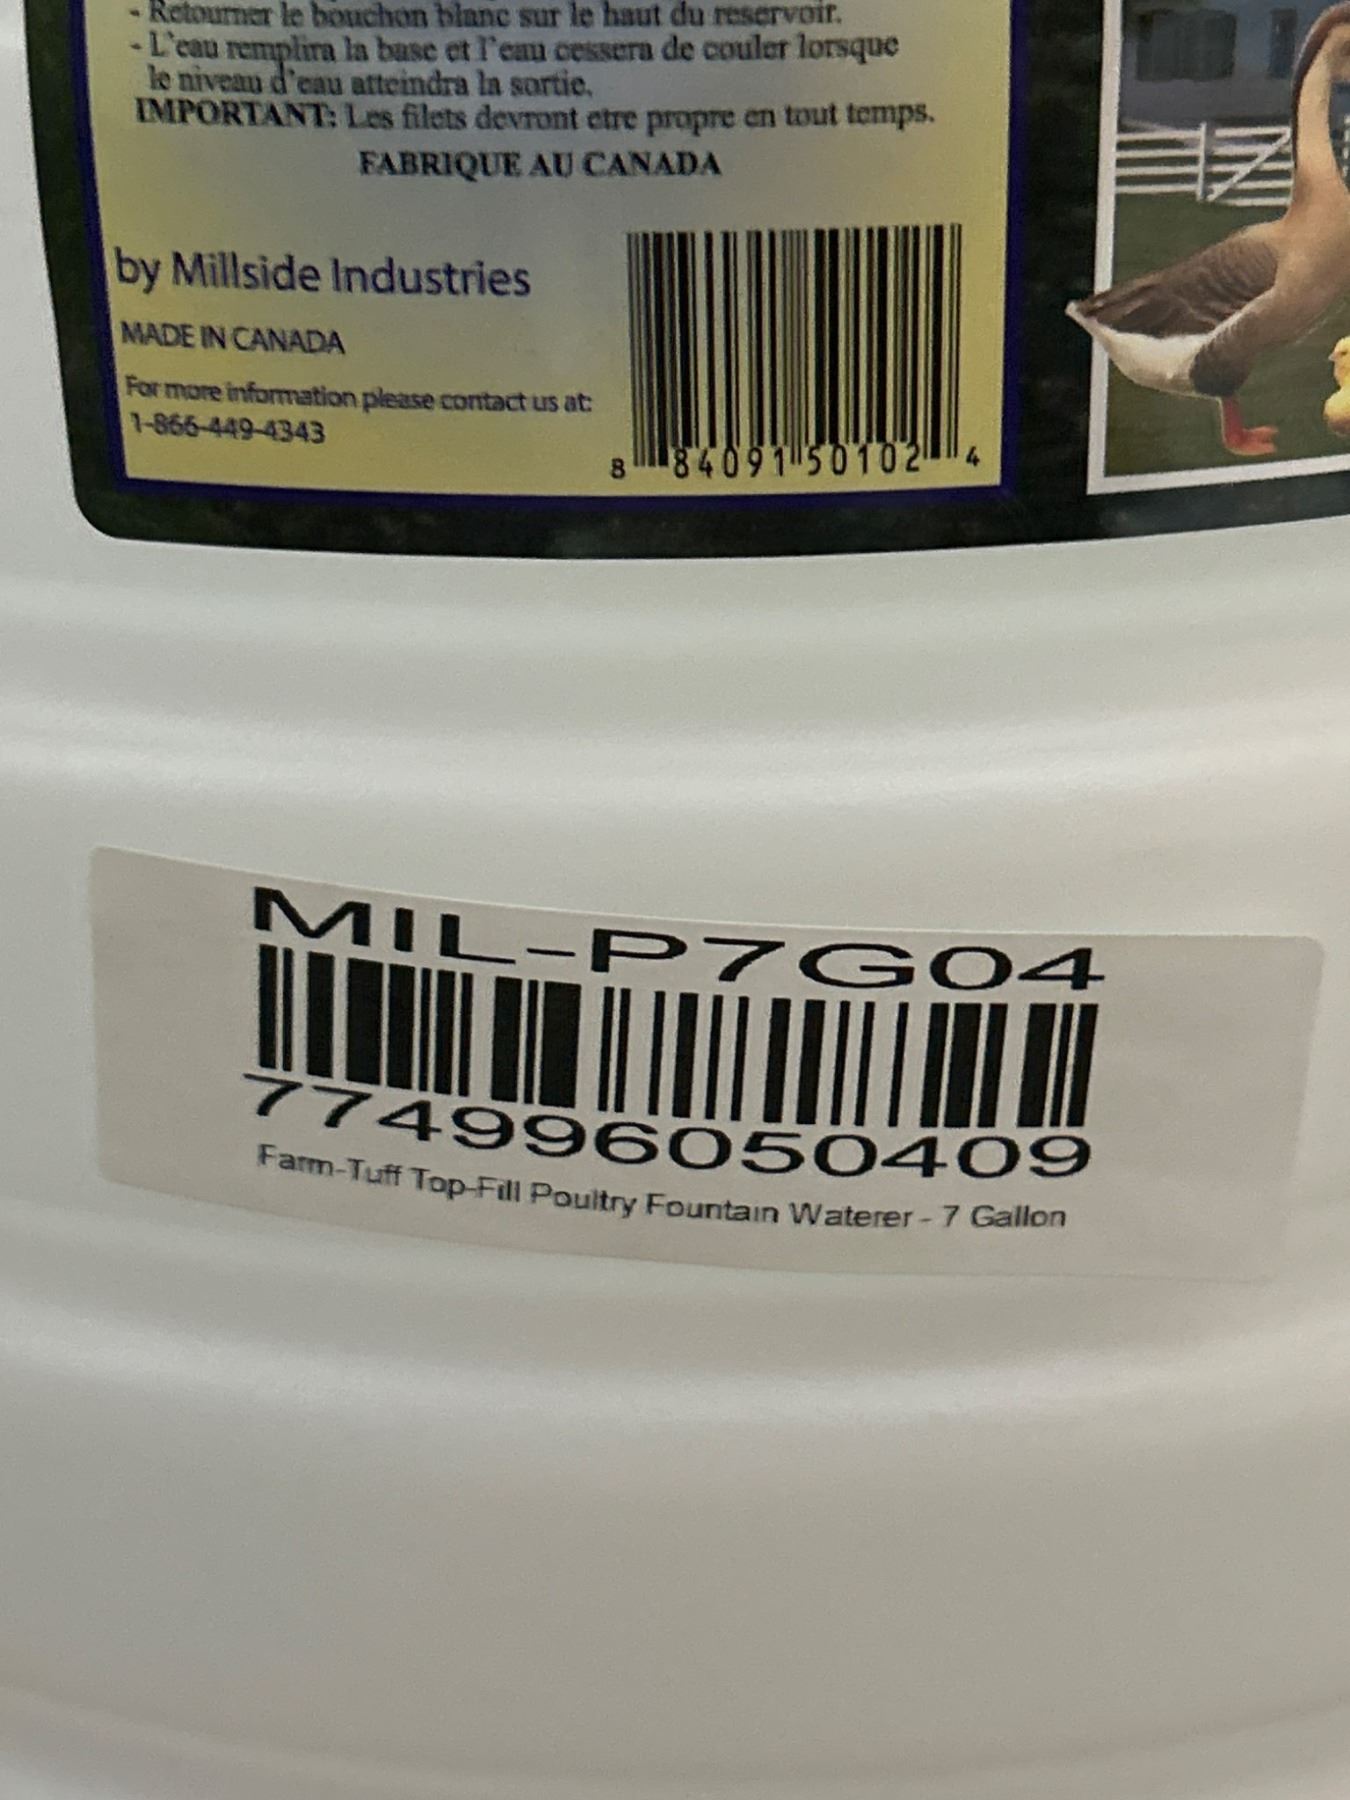 - Retourner le bouchon blanc sur le haut du reservoir.
- L'eau remplira la base et l'eau cessera de couler lorsque
le niveau d'eau atteindra la sortie.
IMPORTANT: Les filets devront etre propre en tout temps.
FABRIQUE AU CANADA
by Millside Industries
MADE IN CANADA
For more information please contact us at:
1-866-449-4343
8 84091 50102 4
MIL-P7G04
774996050409
Farm-Tuff Top-Fill Poultry Fountain Waterer - 7 Gallon